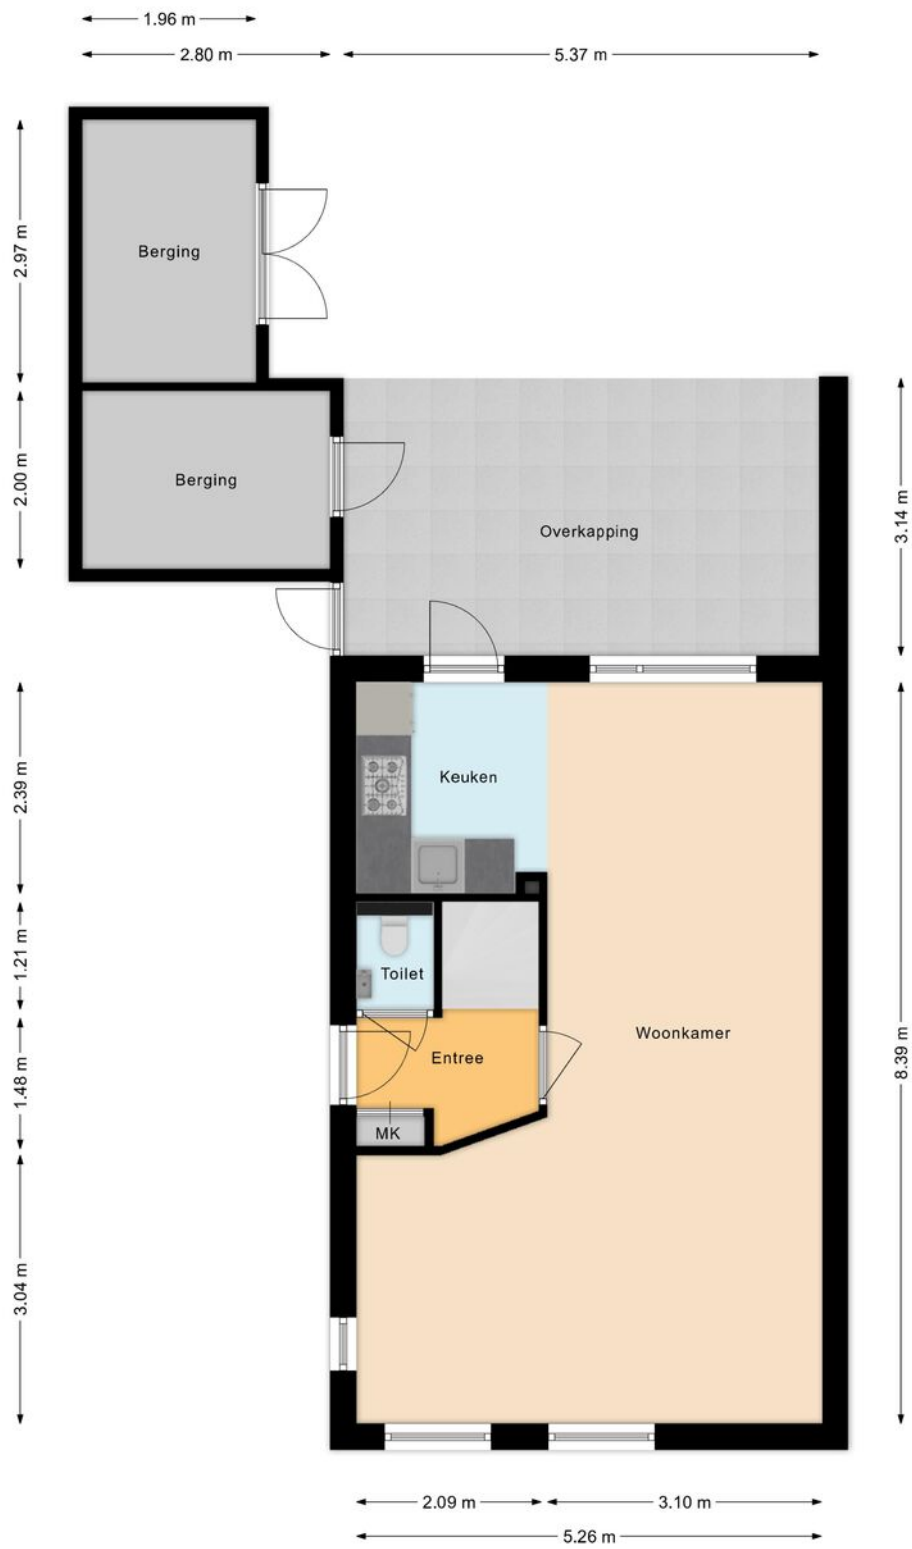 1.96 m
2.80 m
5.37 m
2.97 m
Berging
2.00 m
Berging
3.14 m
Overkapping
2.39 m
Keuken
1.21 m
Toilet
8.39 m
Woonkamer
1.48 m
Entree
MK
3.04 m
2.09 m
3.10 m
5.26 m